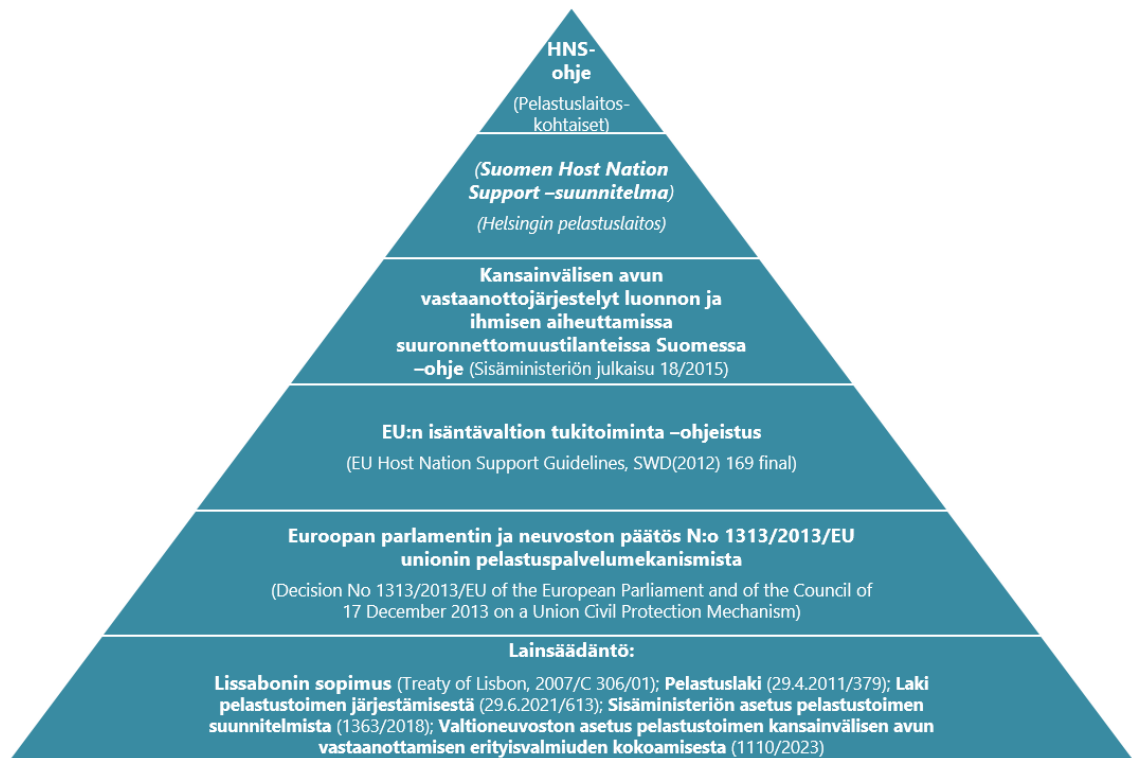 HNS-
ohje
(Pelastuslaitos-
kohtaiset)
(Suomen Host Nation
Support –suunnitelma)
(Helsingin pelastuslaitos)
Kansainvälisen avun
vastaanottojärjestelyt luonnon ja
ihmisen aiheuttamissa
suuronnettomuustilanteissa Suomessa
–ohje (Sisäministeriön julkaisu 18/2015)
EU:n isäntävaltion tukitoiminta –ohjeistus
(EU Host Nation Support Guidelines, SWD(2012) 169 final)
Euroopan parlamentin ja neuvoston päätös N:o 1313/2013/EU
unionin pelastuspalvelumekanismista
(Decision No 1313/2013/EU of the European Parliament and of the Council of
17 December 2013 on a Union Civil Protection Mechanism)
Lainsäädäntö:
Lissabonin sopimus (Treaty of Lisbon, 2007/C 306/01); Pelastuslaki (29.4.2011/379); Laki
pelastustoimen järjestämisestä (29.6.2021/613); Sisäministeriön asetus pelastustoimen
suunnitelmista (1363/2018); Valtioneuvoston asetus pelastustoimen kansainvälisen avun
vastaanottamisen erityisvalmiuden kokoamisesta (1110/2023)